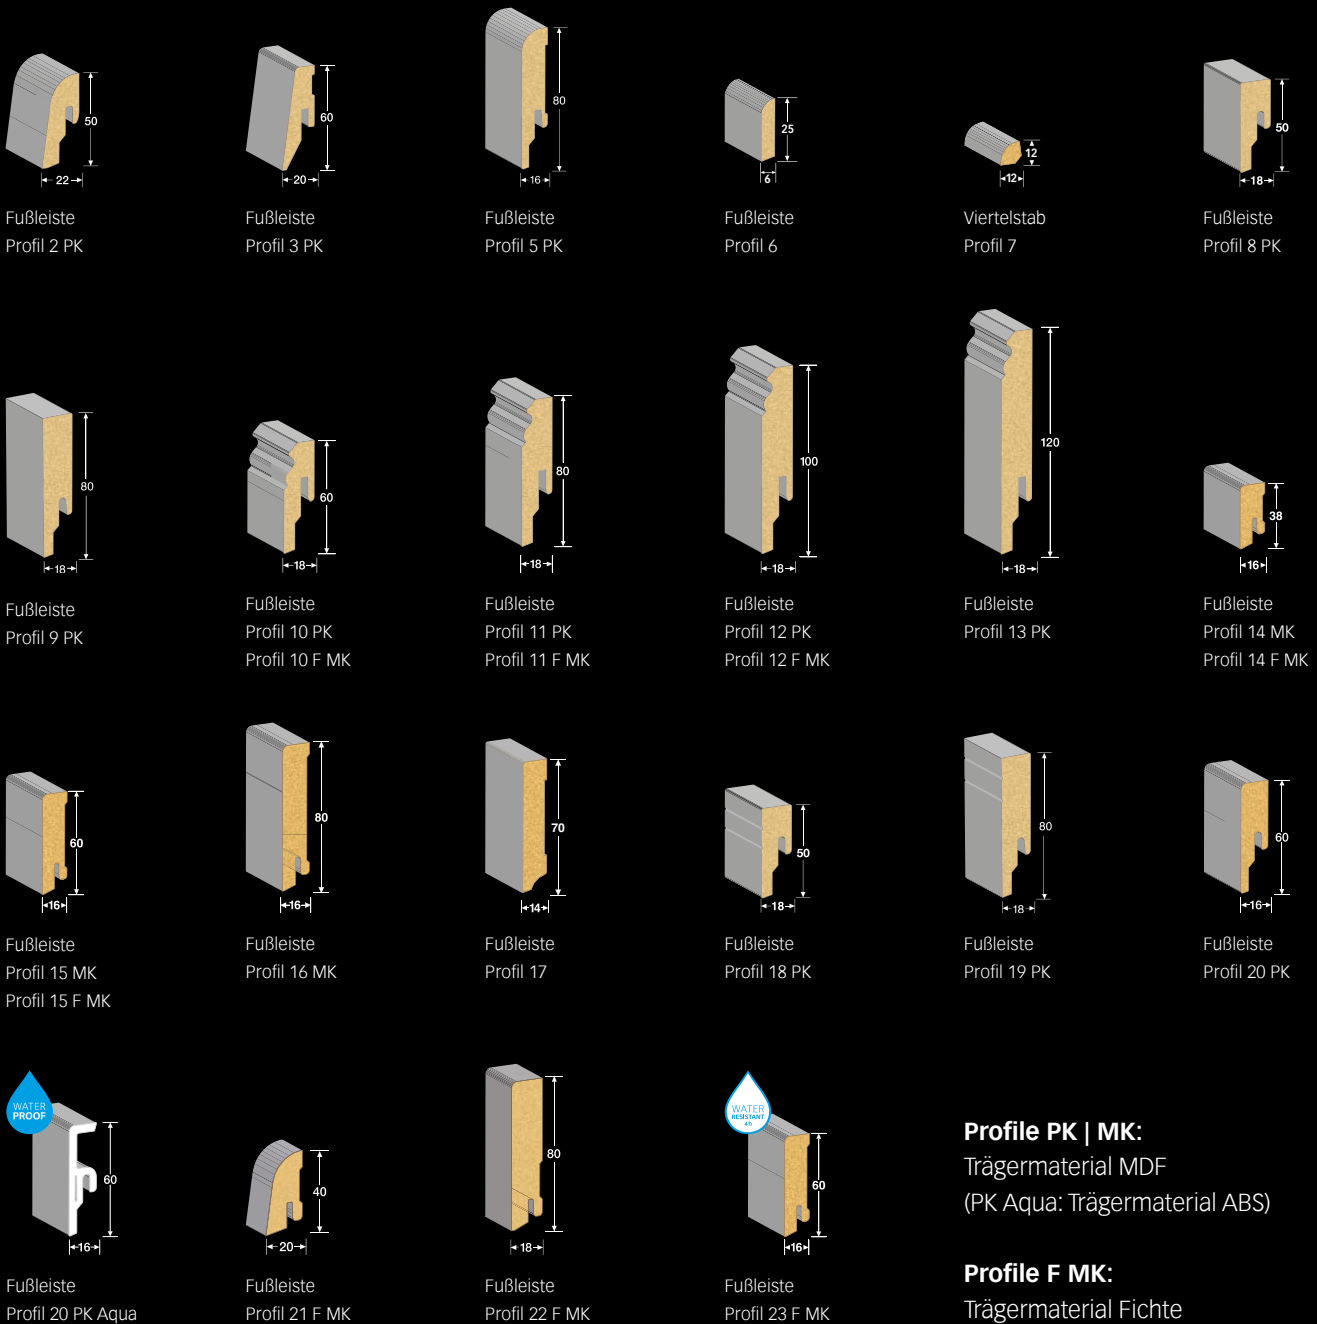 50
22
Fußleiste
Profil 2 PK
60
20
Fußleiste
Profil 3 PK
80
16
Fußleiste
Profil 5 PK
25
6
Fußleiste
Profil 6
12
12
Viertelstab
Profil 7
50
18
Fußleiste
Profil 8 PK
80
18
Fußleiste
Profil 9 PK
60
18
Fußleiste
Profil 10 PK
Profil 10 F MK
80
18
Fußleiste
Profil 11 PK
Profil 11 F MK
100
18
Fußleiste
Profil 12 PK
Profil 12 F MK
120
18
Fußleiste
Profil 13 PK
38
16
Fußleiste
Profil 14 MK
Profil 14 F MK
60
16
Fußleiste
Profil 15 MK
Profil 15 F MK
80
16
Fußleiste
Profil 16 MK
70
14
Fußleiste
Profil 17
50
18
Fußleiste
Profil 18 PK
80
18
Fußleiste
Profil 19 PK
60
16
Fußleiste
Profil 20 PK
WATER
PROOF
60
16
Fußleiste
Profil 20 PK Aqua
40
20
Fußleiste
Profil 21 F MK
80
18
Fußleiste
Profil 22 F MK
WATER
RESISTANT
4 h
60
16
Fußleiste
Profil 23 F MK
Profile PK | MK:
Trägermaterial MDF
(PK Aqua: Trägermaterial ABS)
Profile F MK:
Trägermaterial Fichte